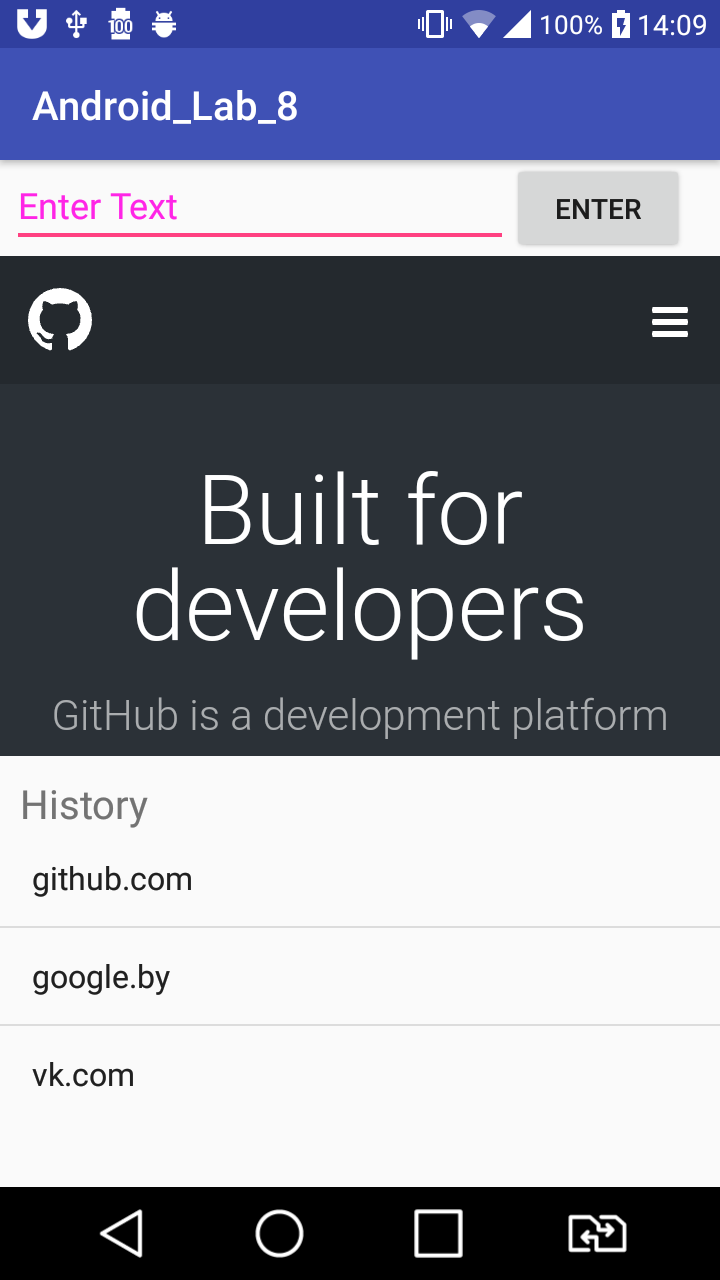 100 100% 14:09
Android_Lab_8
Enter Text ENTER
Built for
developers
GitHub is a development platform
History
github.com
google.by
vk.com